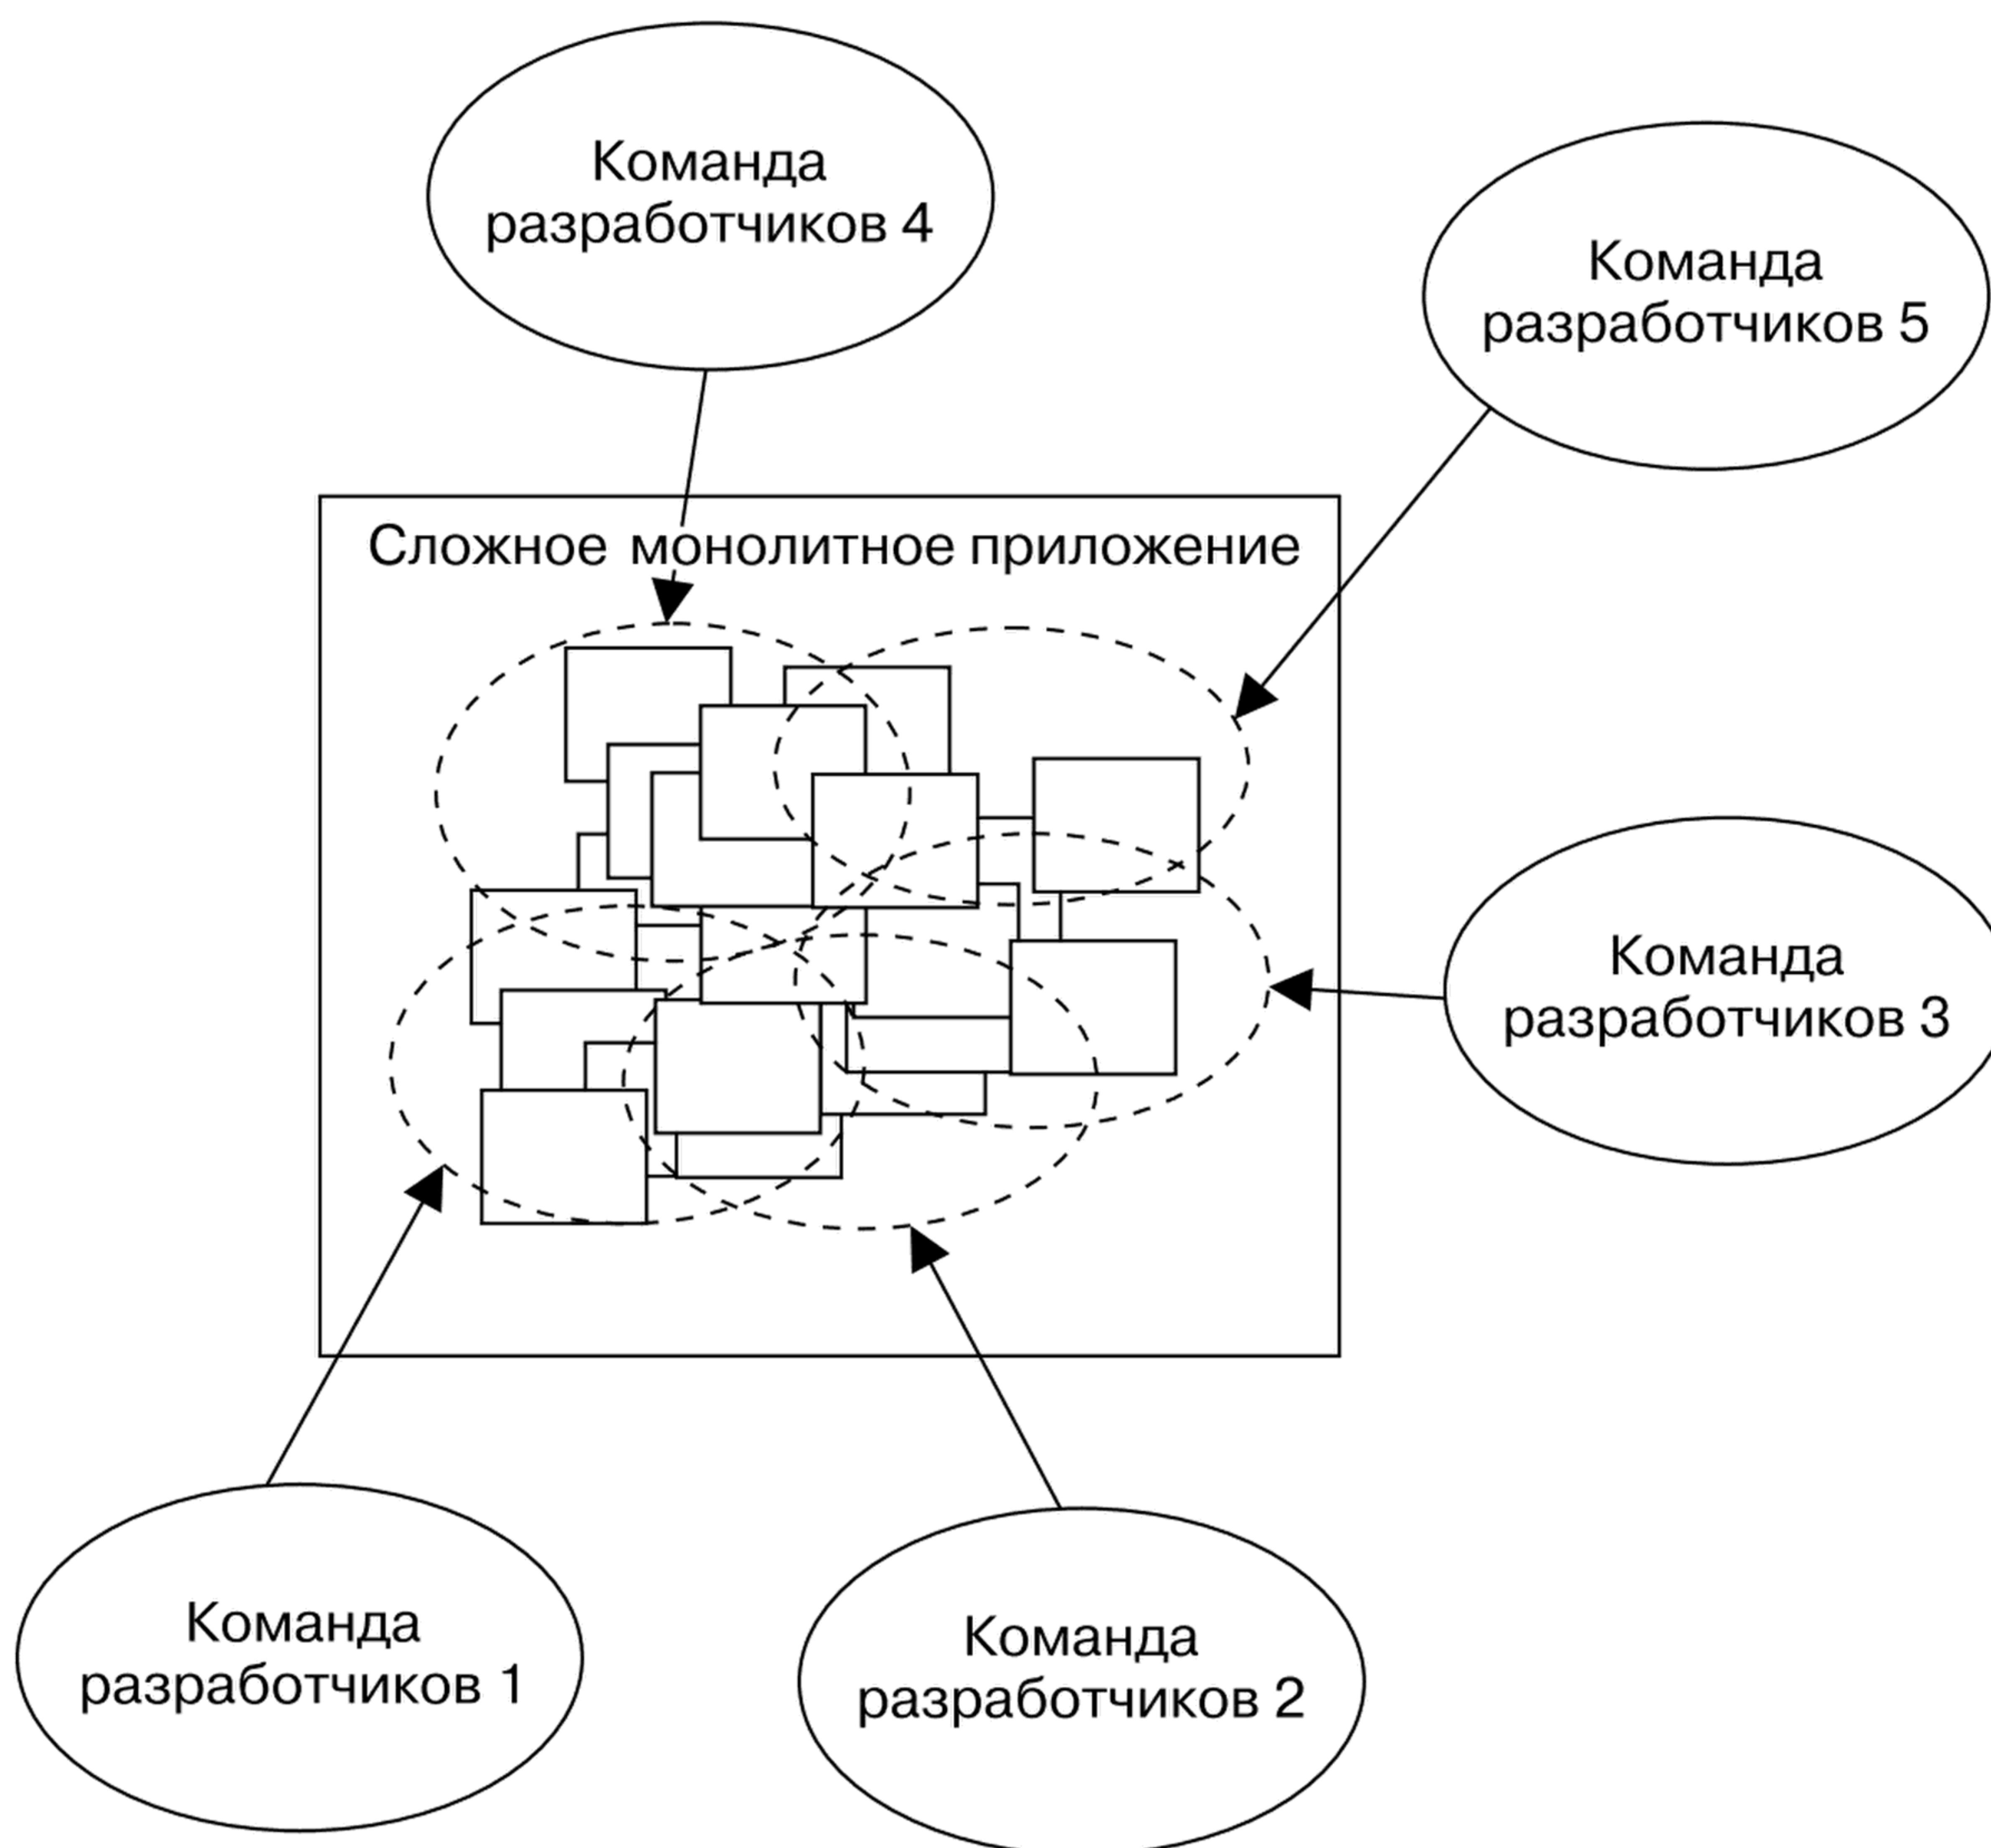 Команда
разработчиков 4
Команда
разработчиков 5
Сложное монолитное приложение
Команда
разработчиков 3
Команда
разработчиков 1
Команда
разработчиков 2